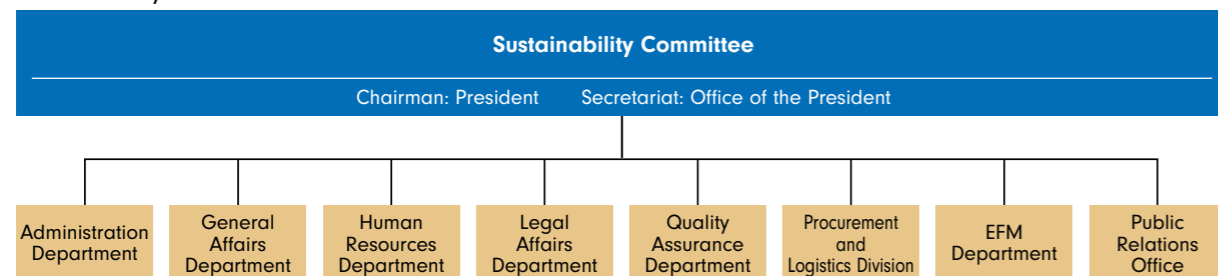 Sustainability Committee
Chairman: President Secretariat: Office of the President
Administration
Department
General
Affairs
Department
Human
Resources
Department
Legal
Affairs
Department
Quality
Assurance
Department
Procurement
and
Logistics Division
EFM
Department
Public
Relations
Office